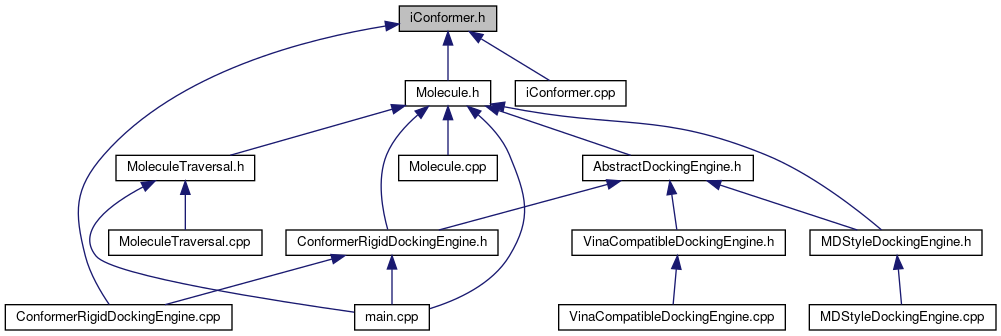 iConformer.h
Molecule.h
iConformer.cpp
MoleculeTraversal.h
Molecule.cpp
AbstractDockingEngine.h
MoleculeTraversal.cpp
ConformerRigidDockingEngine.h
VinaCompatibleDockingEngine.h
MDStyleDockingEngine.h
ConformerRigidDockingEngine.cpp
main.cpp
VinaCompatibleDockingEngine.cpp
MDStyleDockingEngine.cpp